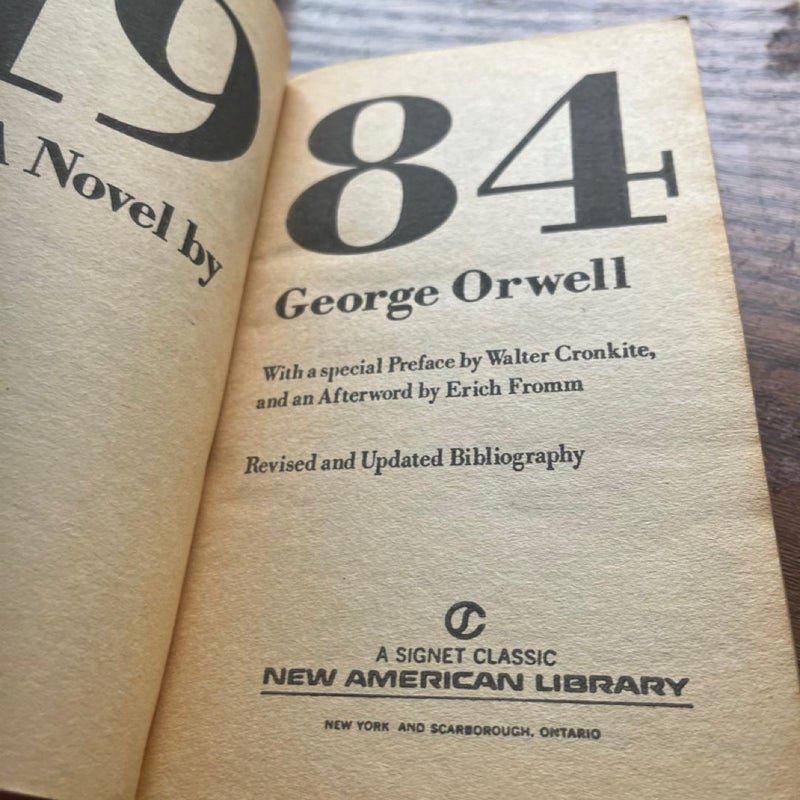 19
A Novel by
84
George Orwell
With a special Preface by Walter Cronkite,
and an Afterword by Erich Fromm
Revised and Updated Bibliography
SC
A SIGNET CLASSIC
NEW AMERICAN LIBRARY
NEW YORK AND SCARBOROUGH, ONTARIO